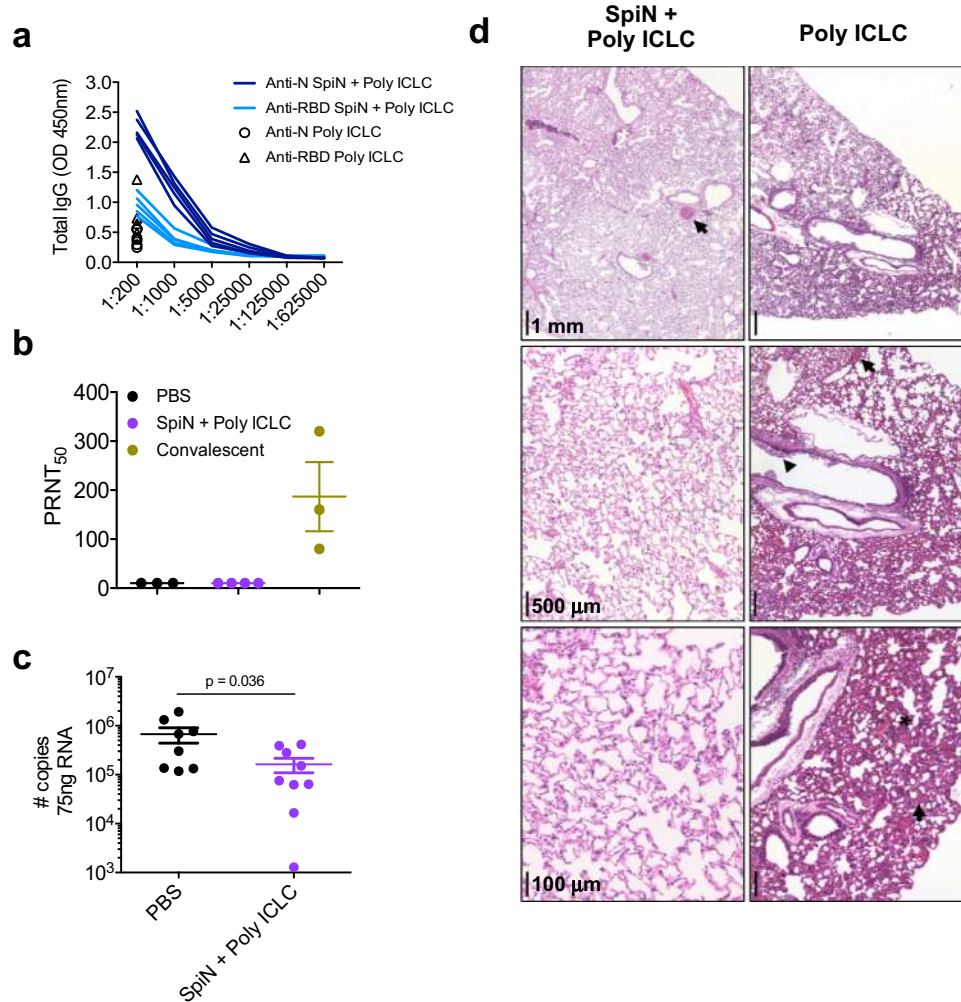 a
Total IgG (OD 450nm)
3.0
2.5
2.0
1.5
1.0
0.5
0.0
1:200
1:1000
1:5000
1:25000
1:125000
1:625000
Anti-N SpiN + Poly ICLC
Anti-RBD SpiN + Poly ICLC
Anti-N Poly ICLC
Anti-RBD Poly ICLC
b
PRNT50
400
300
200
100
0
PBS
SpiN + Poly ICLC
Convalescent
c
# copies
75ng RNA
10^7
10^6
10^5
10^4
10^3
p = 0.036
PBS
SpiN + Poly ICLC
d
SpiN +
Poly ICLC
Poly ICLC
1 mm
500 µm
100 µm
*